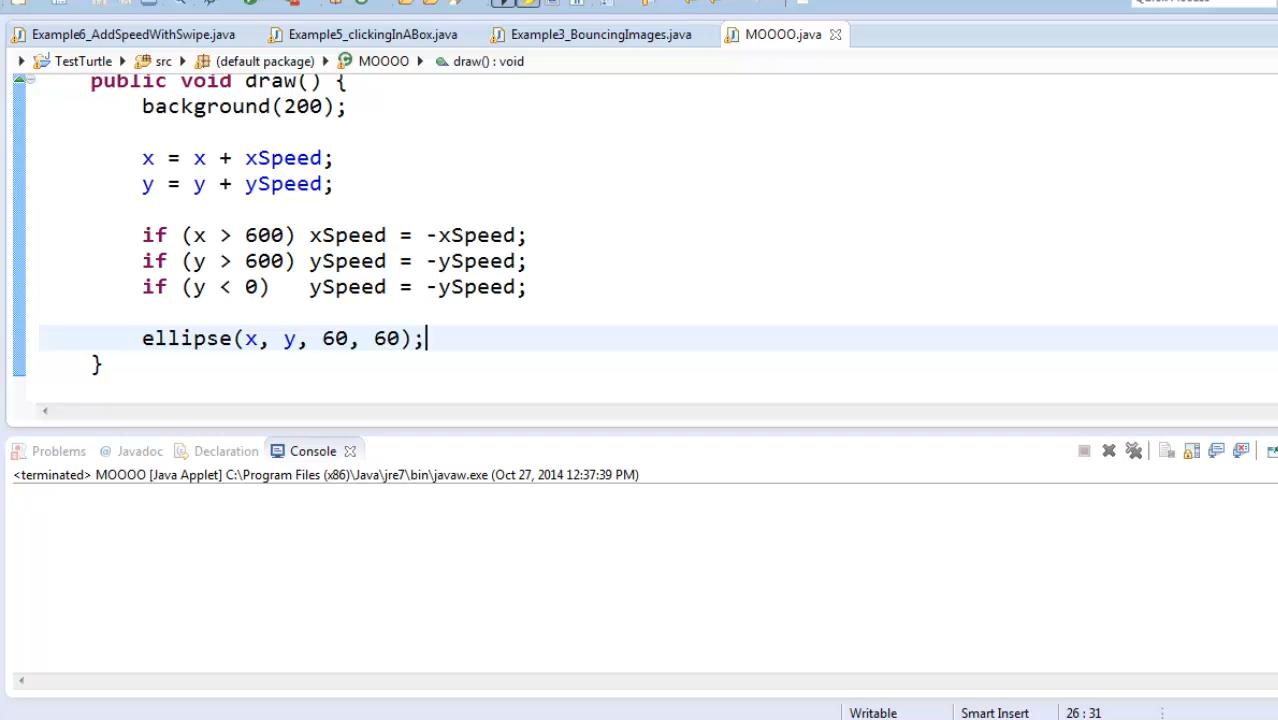 Example6_AddSpeedWithSwipe.java Example5_clickingInABox.java Example3_BouncingImages.java MOOOO.java
TestTurtle src (default package) MOOOO draw() : void
public void draw() {
background(200);
x = x + xSpeed;
y = y + ySpeed;
if (x > 600) xSpeed = -xSpeed;
if (y > 600) ySpeed = -ySpeed;
if (y < 0)   ySpeed = -ySpeed;
ellipse(x, y, 60, 60);
}
Problems @ Javadoc Declaration Console
<terminated> MOOOO [Java Applet] C:\Program Files (x86)\Java\jre7\bin\javaw.exe (Oct 27, 2014 12:37:39 PM)
Writable Smart Insert 26 : 31